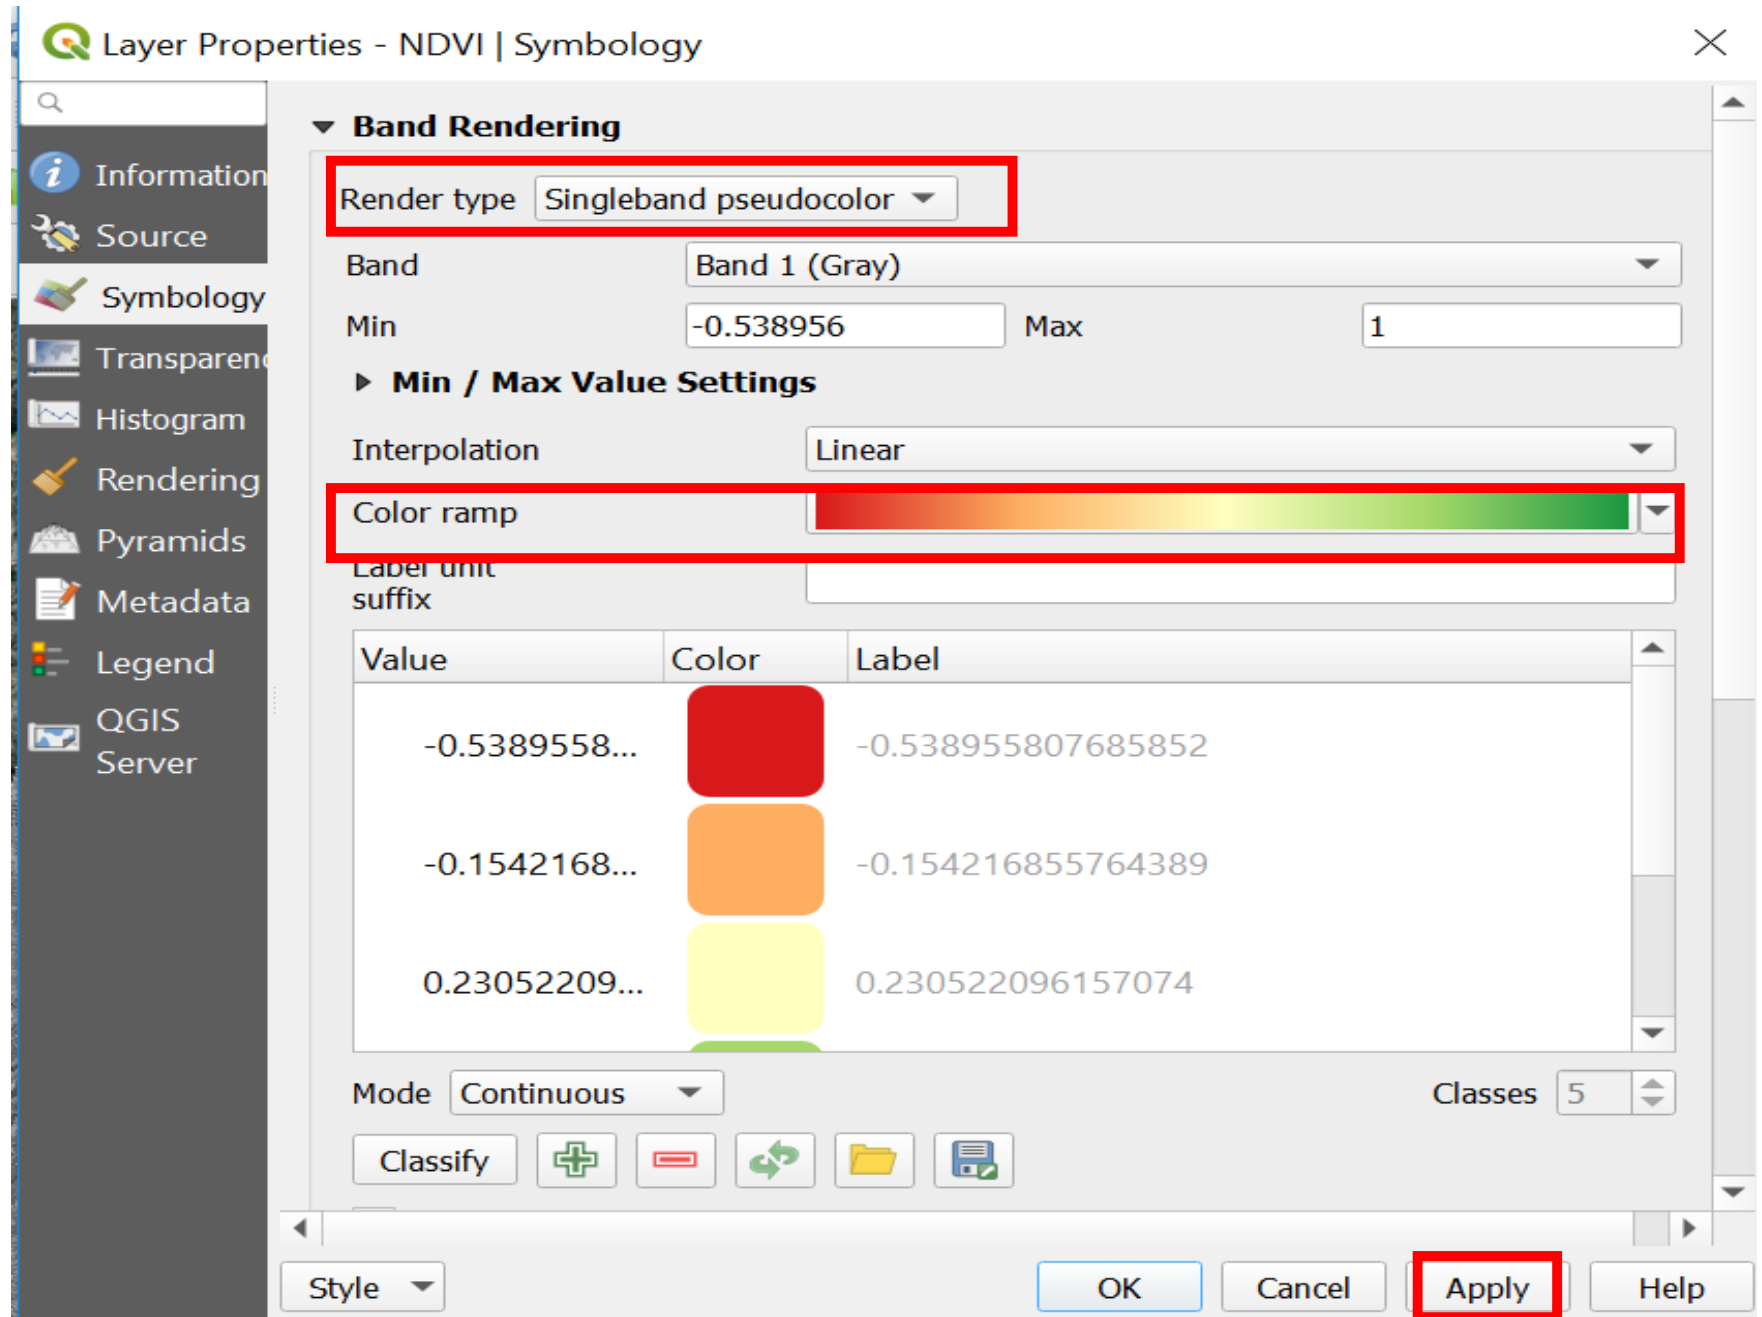 Layer Properties - NDVI | Symbology
Information
Source
Symbology
Transparenc
Histogram
Rendering
Pyramids
Metadata
Legend
QGIS
Server
Band Rendering
Render type Singleband pseudocolor
Band Band 1 (Gray)
Min -0.538956 Max 1
Min / Max Value Settings
Interpolation Linear
Color ramp
Label unit
suffix
Value Color Label
-0.5389558... -0.538955807685852
-0.1542168... -0.154216855764389
0.23052209... 0.230522096157074
Mode Continuous Classes 5
Classify
Style OK Cancel Apply Help